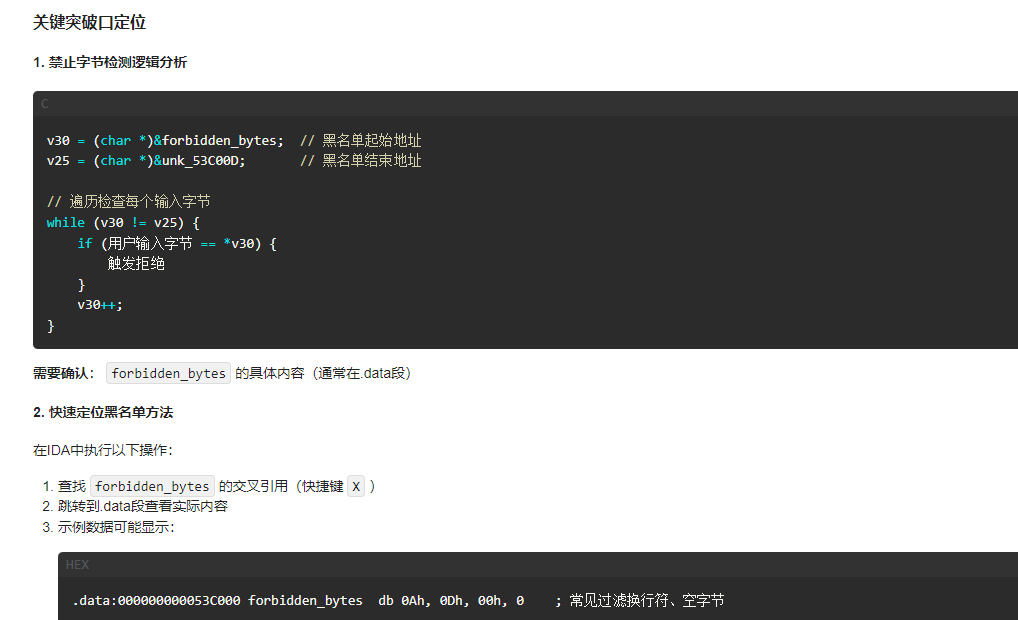 关键突破口定位
1. 禁止字节检测逻辑分析
C
v30 = (char *)&forbidden_bytes;  // 黑名单起始地址
v25 = (char *)&unk_53C00D;       // 黑名单结束地址
// 遍历检查每个输入字节
while (v30 != v25) {
    if (用户输入字节 == *v30) {
        触发拒绝
    }
    v30++;
}
需要确认： forbidden_bytes 的具体内容（通常在.data段）
2. 快速定位黑名单方法
在IDA中执行以下操作：
1. 查找 forbidden_bytes 的交叉引用（快捷键 X ）
2. 跳转到.data段查看实际内容
3. 示例数据可能显示：
HEX
.data:000000000053C000 forbidden_bytes  db 0Ah, 0Dh, 00h, 0    ; 常见过滤换行符、空字节